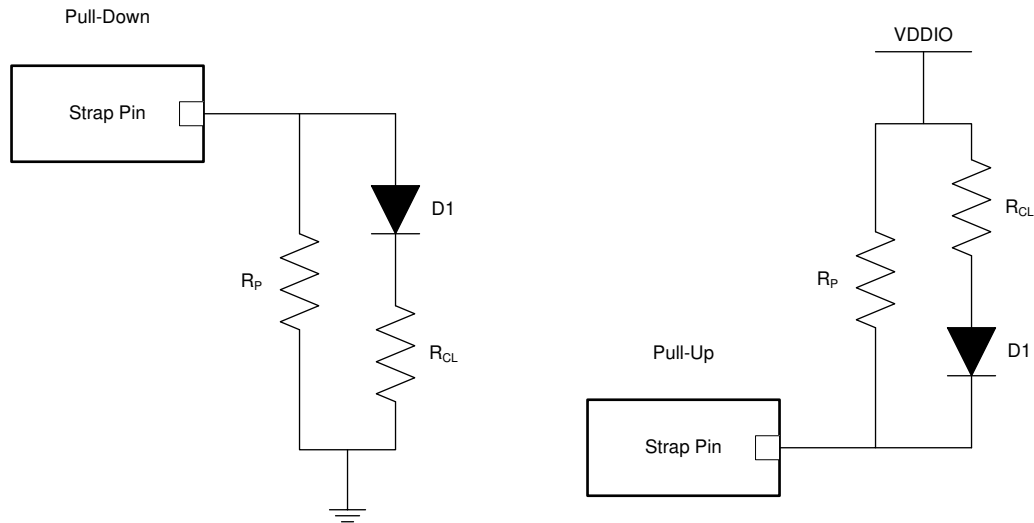 Pull-Down
Strap Pin
D1
RP
RCL
VDDIO
RCL
RP
D1
Pull-Up
Strap Pin